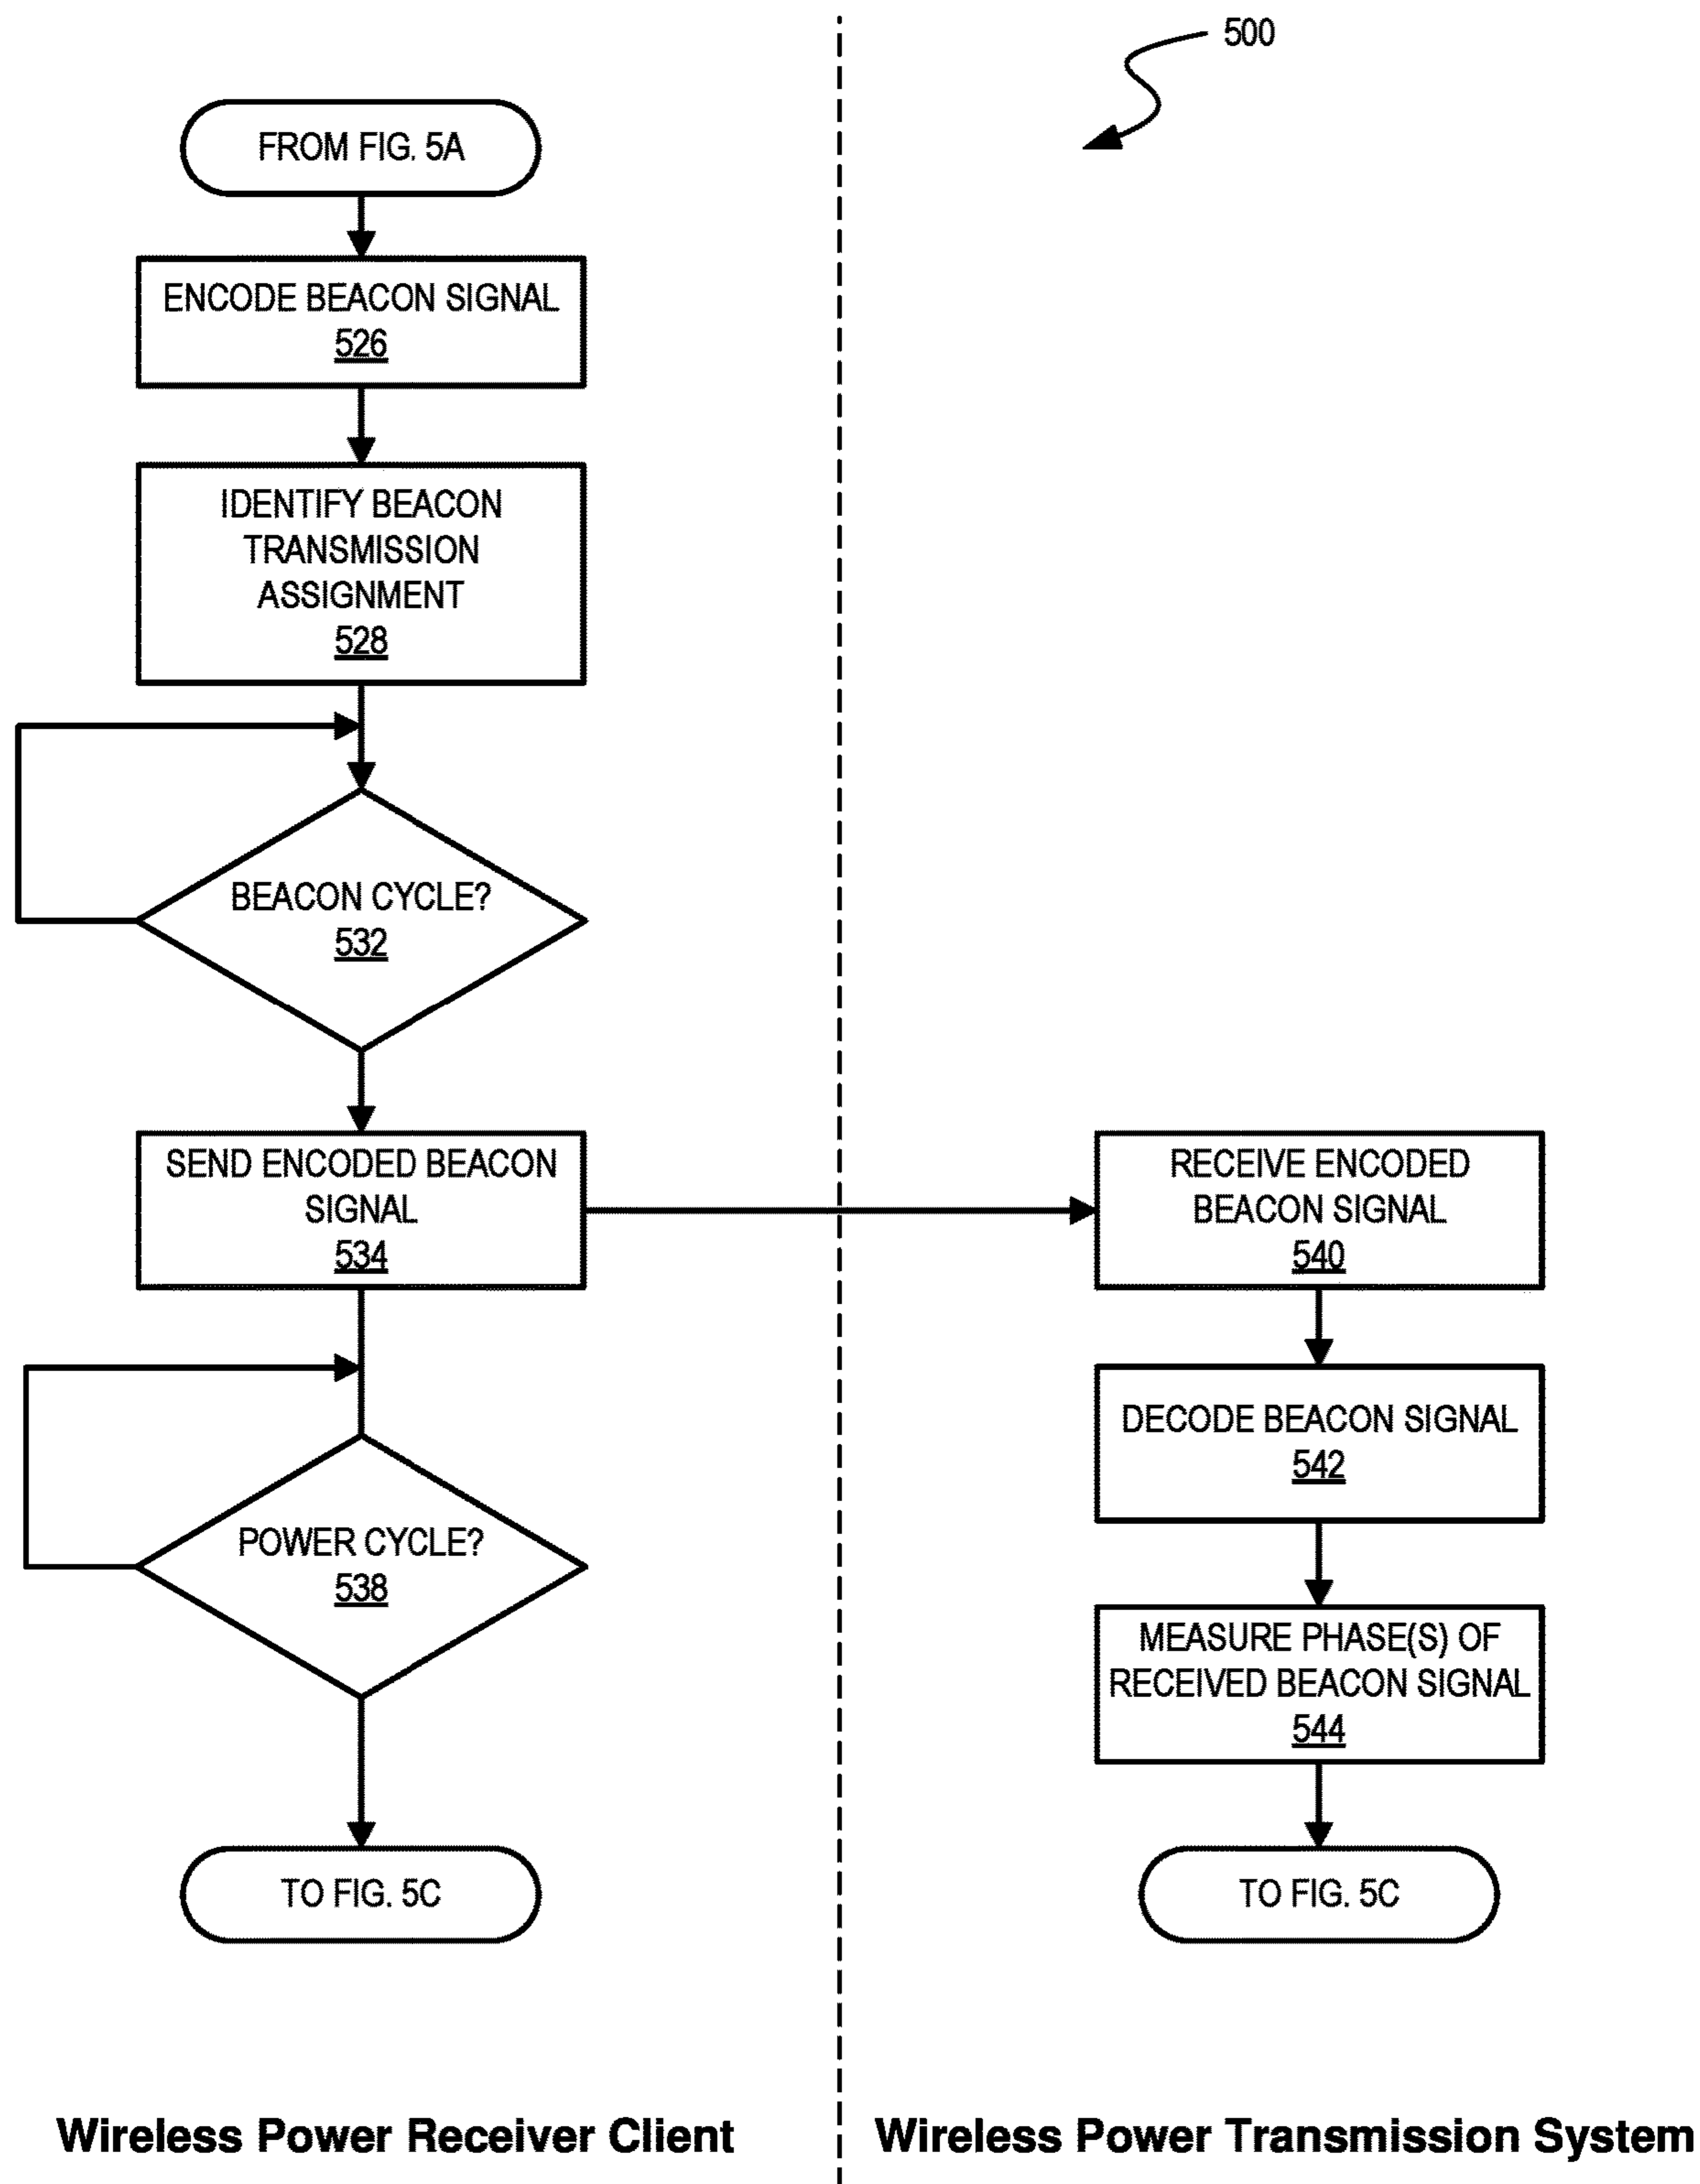 500
FROM FIG. 5A
ENCODE BEACON SIGNAL
526
IDENTIFY BEACON
TRANSMISSION
ASSIGNMENT
528
BEACON CYCLE?
532
SEND ENCODED BEACON
SIGNAL
534
POWER CYCLE?
538
TO FIG. 5C
RECEIVE ENCODED
BEACON SIGNAL
540
DECODE BEACON SIGNAL
542
MEASURE PHASE(S) OF
RECEIVED BEACON SIGNAL
544
TO FIG. 5C
Wireless Power Receiver Client
Wireless Power Transmission System